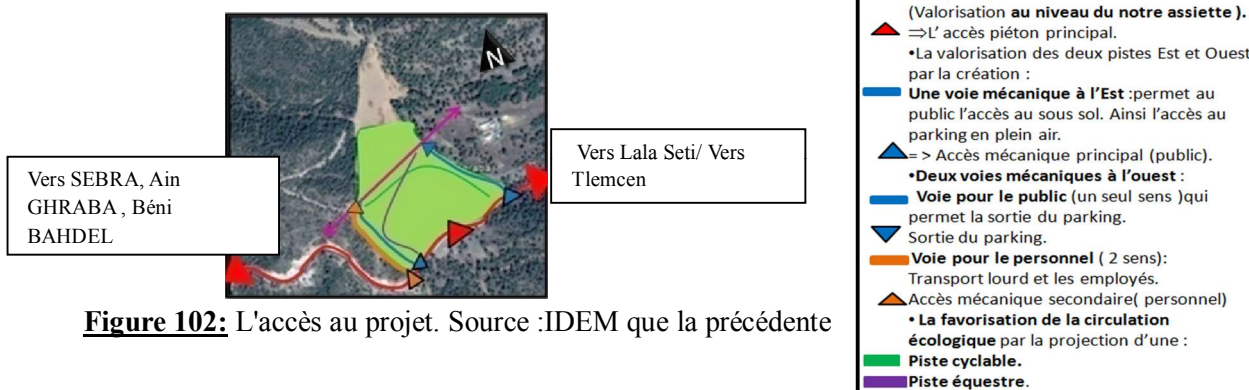 N
Vers SEBRA, Ain
GHRABA , Béni
BAHDEL
Vers Lala Seti/ Vers
Tlemcen
Figure 102: L'accès au projet. Source :IDEM que la précédente
(Valorisation au niveau du notre assiette ).
⇒L' accès piéton principal.
•La valorisation des deux pistes Est et Ouest
par la création :
Une voie mécanique à l'Est :permet au
public l'accès au sous sol. Ainsi l'accès au
parking en plein air.
= > Accès mécanique principal (public).
•Deux voies mécaniques à l'ouest :
Voie pour le public (un seul sens )qui
permet la sortie du parking.
Sortie du parking.
Voie pour le personnel ( 2 sens):
Transport lourd et les employés.
Accès mécanique secondaire( personnel)
• La favorisation de la circulation
écologique par la projection d'une :
Piste cyclable.
Piste équestre.